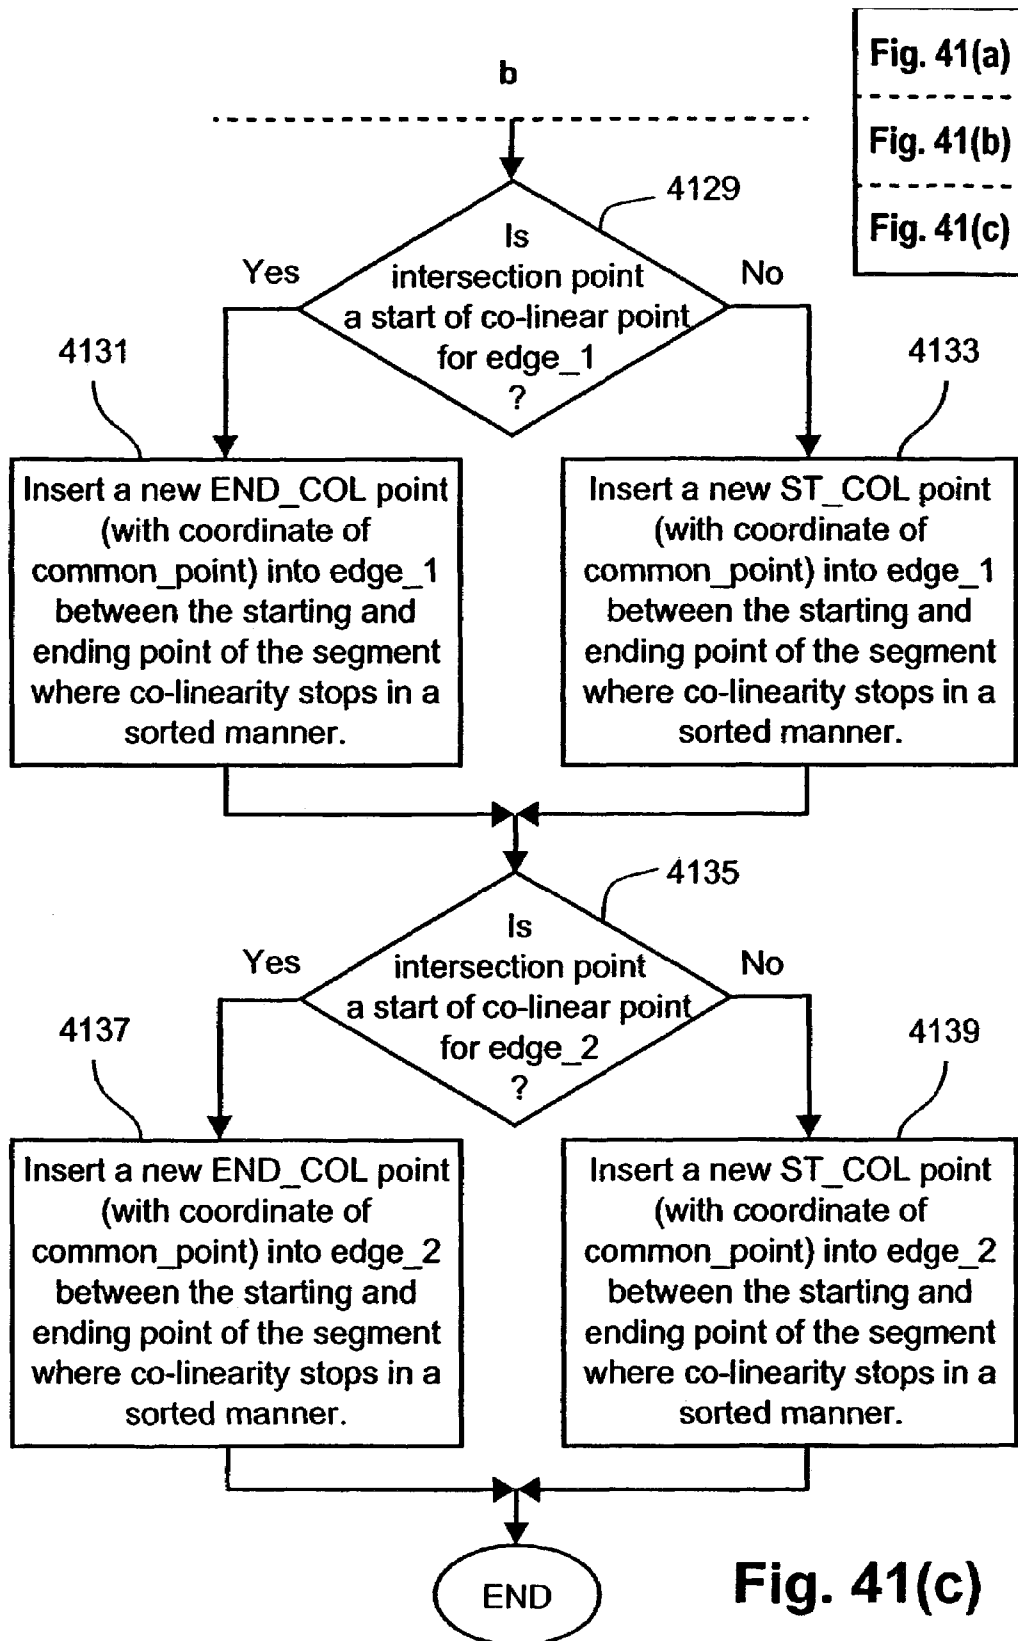 Fig. 41(a)
Fig. 41(b)
Fig. 41(c)
b
4129
Is
intersection point
a start of co-linear point
for edge_1
?
Yes
No
4131
4133
Insert a new END_COL point
(with coordinate of
common_point) into edge_1
between the starting and
ending point of the segment
where co-linearity stops in a
sorted manner.
Insert a new ST_COL point
(with coordinate of
common_point) into edge_1
between the starting and
ending point of the segment
where co-linearity stops in a
sorted manner.
4135
Is
intersection point
a start of co-linear point
for edge_2
?
Yes
No
4137
4139
Insert a new END_COL point
(with coordinate of
common_point) into edge_2
between the starting and
ending point of the segment
where co-linearity stops in a
sorted manner.
Insert a new ST_COL point
(with coordinate of
common_point) into edge_2
between the starting and
ending point of the segment
where co-linearity stops in a
sorted manner.
END
Fig. 41(c)